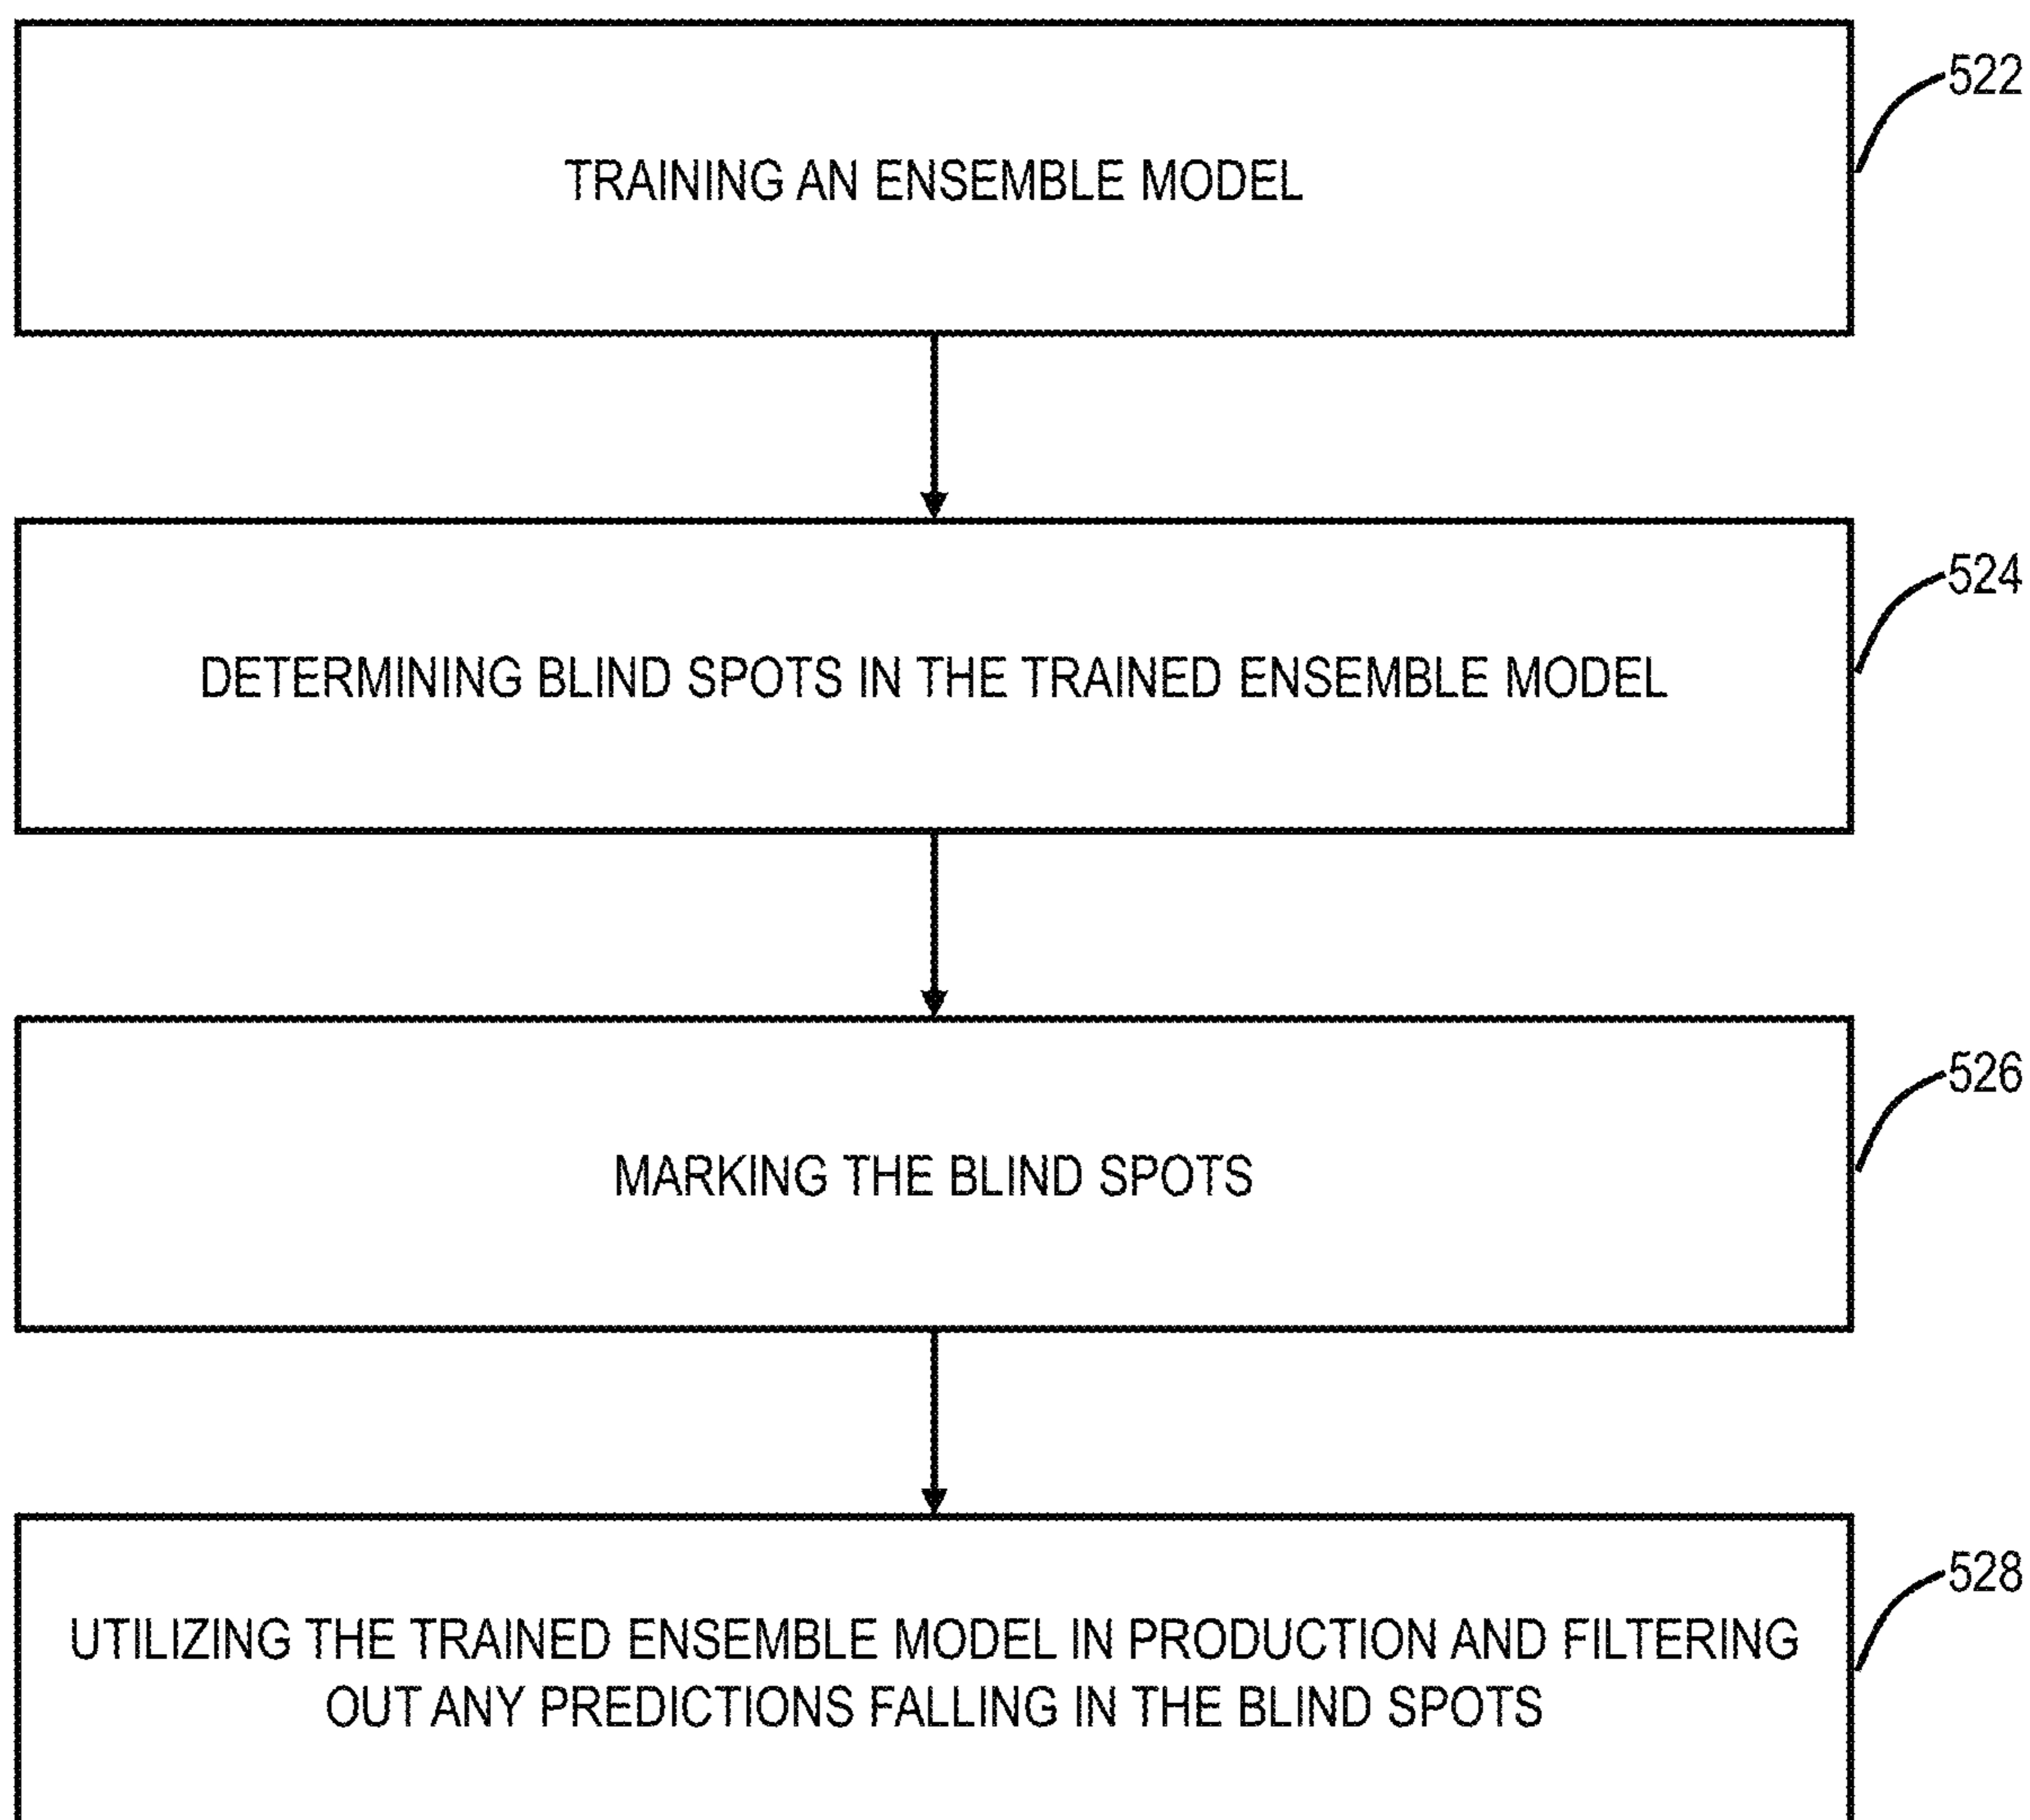 522
TRAINING AN ENSEMBLE MODEL
524
DETERMINING BLIND SPOTS IN THE TRAINED ENSEMBLE MODEL
526
MARKING THE BLIND SPOTS
528
UTILIZING THE TRAINED ENSEMBLE MODEL IN PRODUCTION AND FILTERING
OUT ANY PREDICTIONS FALLING IN THE BLIND SPOTS